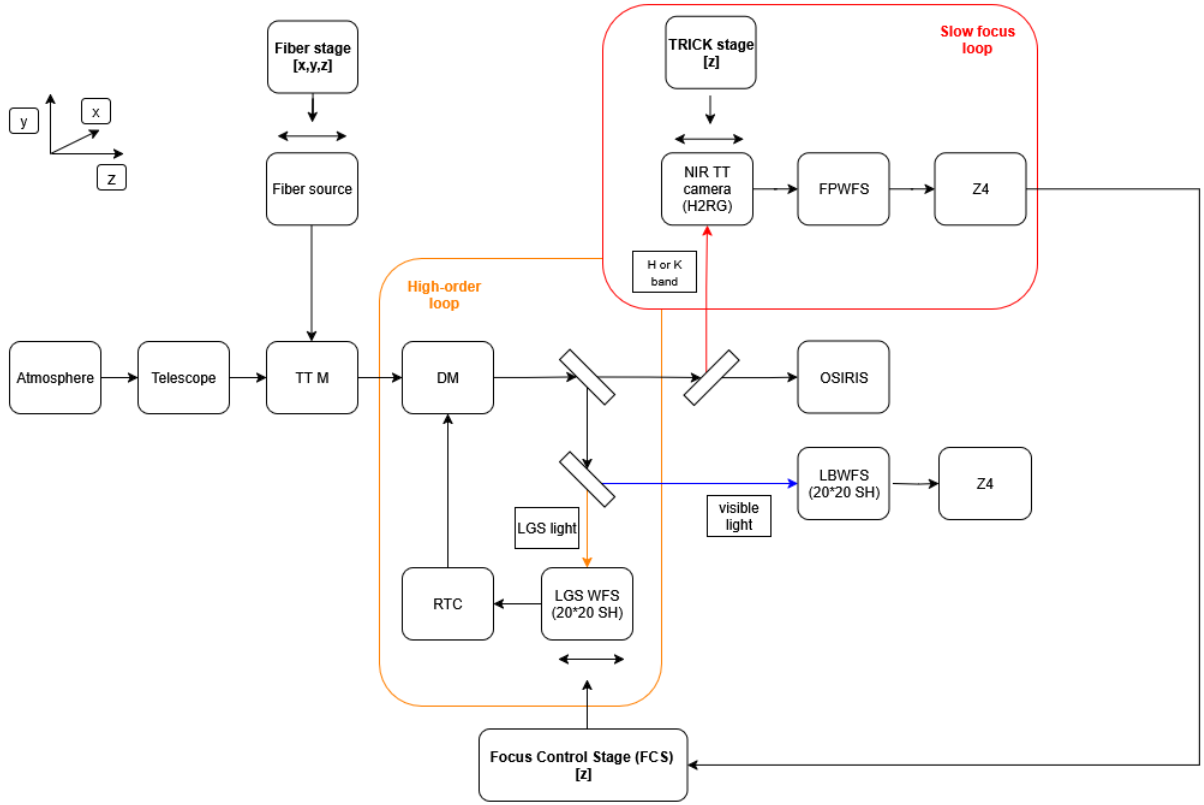 Fiber stage
[x,y,z]
TRICK stage
[z]
Slow focus
loop
y
x
z
Fiber source
NIR TT
camera
(H2RG)
FPWFS
Z4
H or K
band
High-order
loop
Atmosphere
Telescope
TT M
DM
OSIRIS
LBWFS
(20*20 SH)
Z4
visible
light
LGS light
RTC
LGS WFS
(20*20 SH)
Focus Control Stage (FCS)
[z]